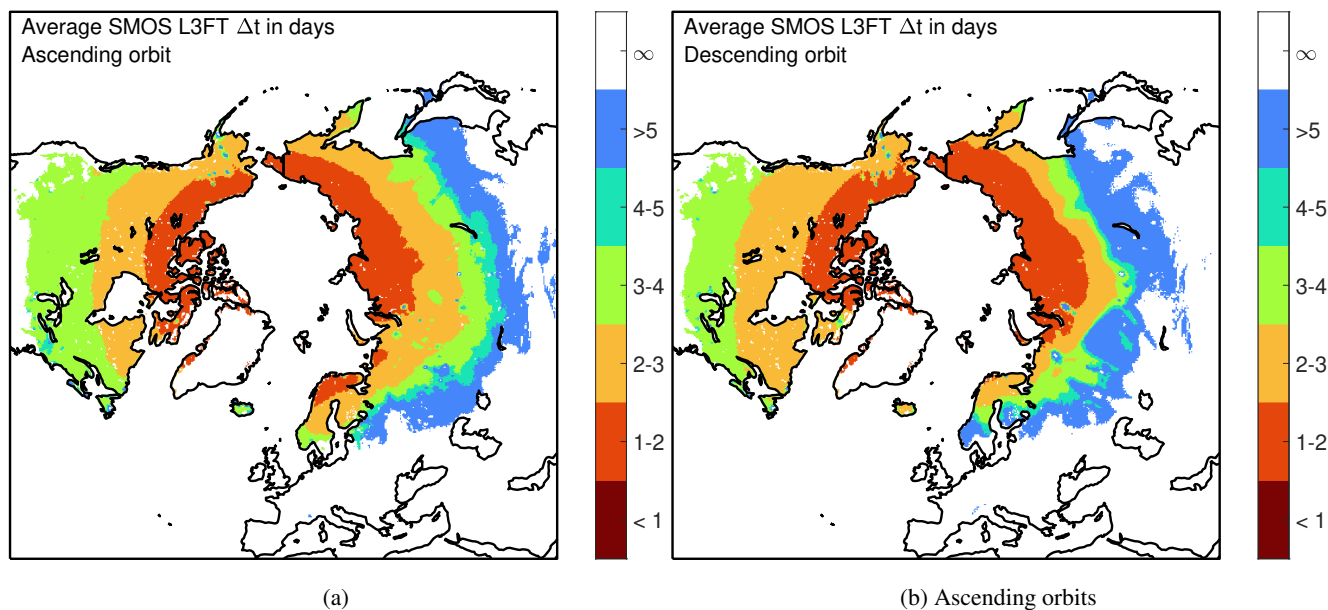 Average SMOS L3FT Δt in days
Ascending orbit
∞
>5
4-5
3-4
2-3
1-2
< 1
(a)
Average SMOS L3FT Δt in days
Descending orbit
∞
>5
4-5
3-4
2-3
1-2
< 1
(b) Ascending orbits